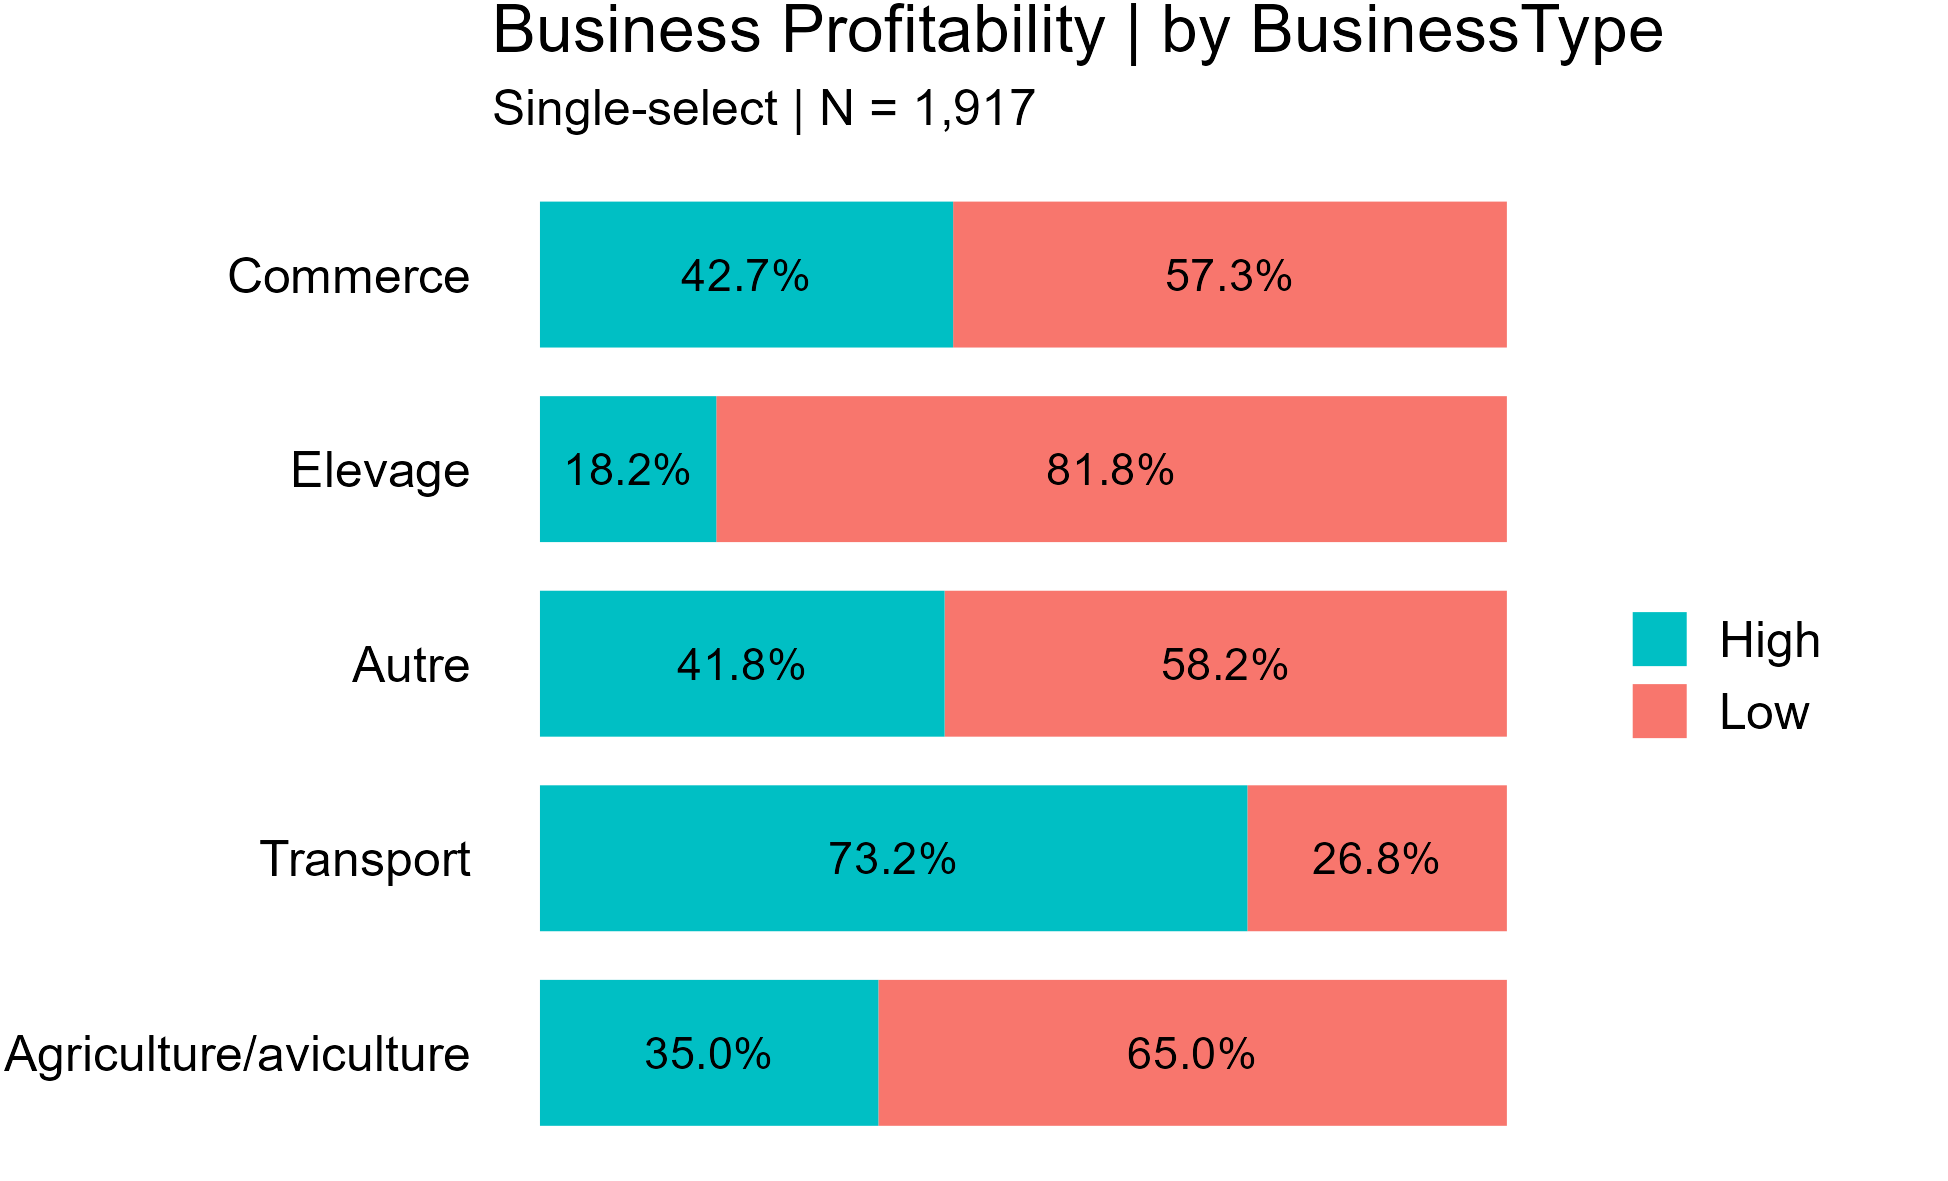 Business Profitability | by BusinessType
Single-select | N = 1,917
Commerce 42.7% 57.3%
Elevage 18.2% 81.8%
Autre 41.8% 58.2%
Transport 73.2% 26.8%
Agriculture/aviculture 35.0% 65.0%
High
Low